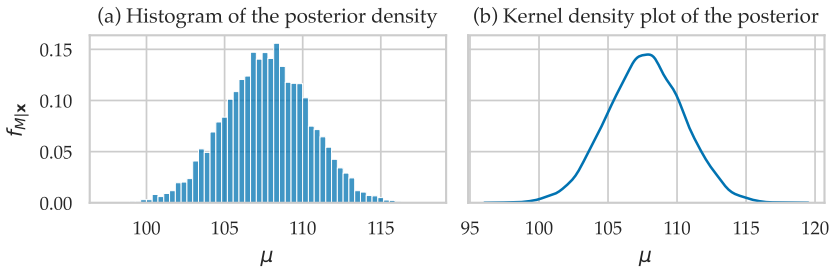 (a) Histogram of the posterior density
(b) Kernel density plot of the posterior
f_{M|x}
0.15
0.10
0.05
0.00
100 105 110 115
μ
95 100 105 110 115 120
μ